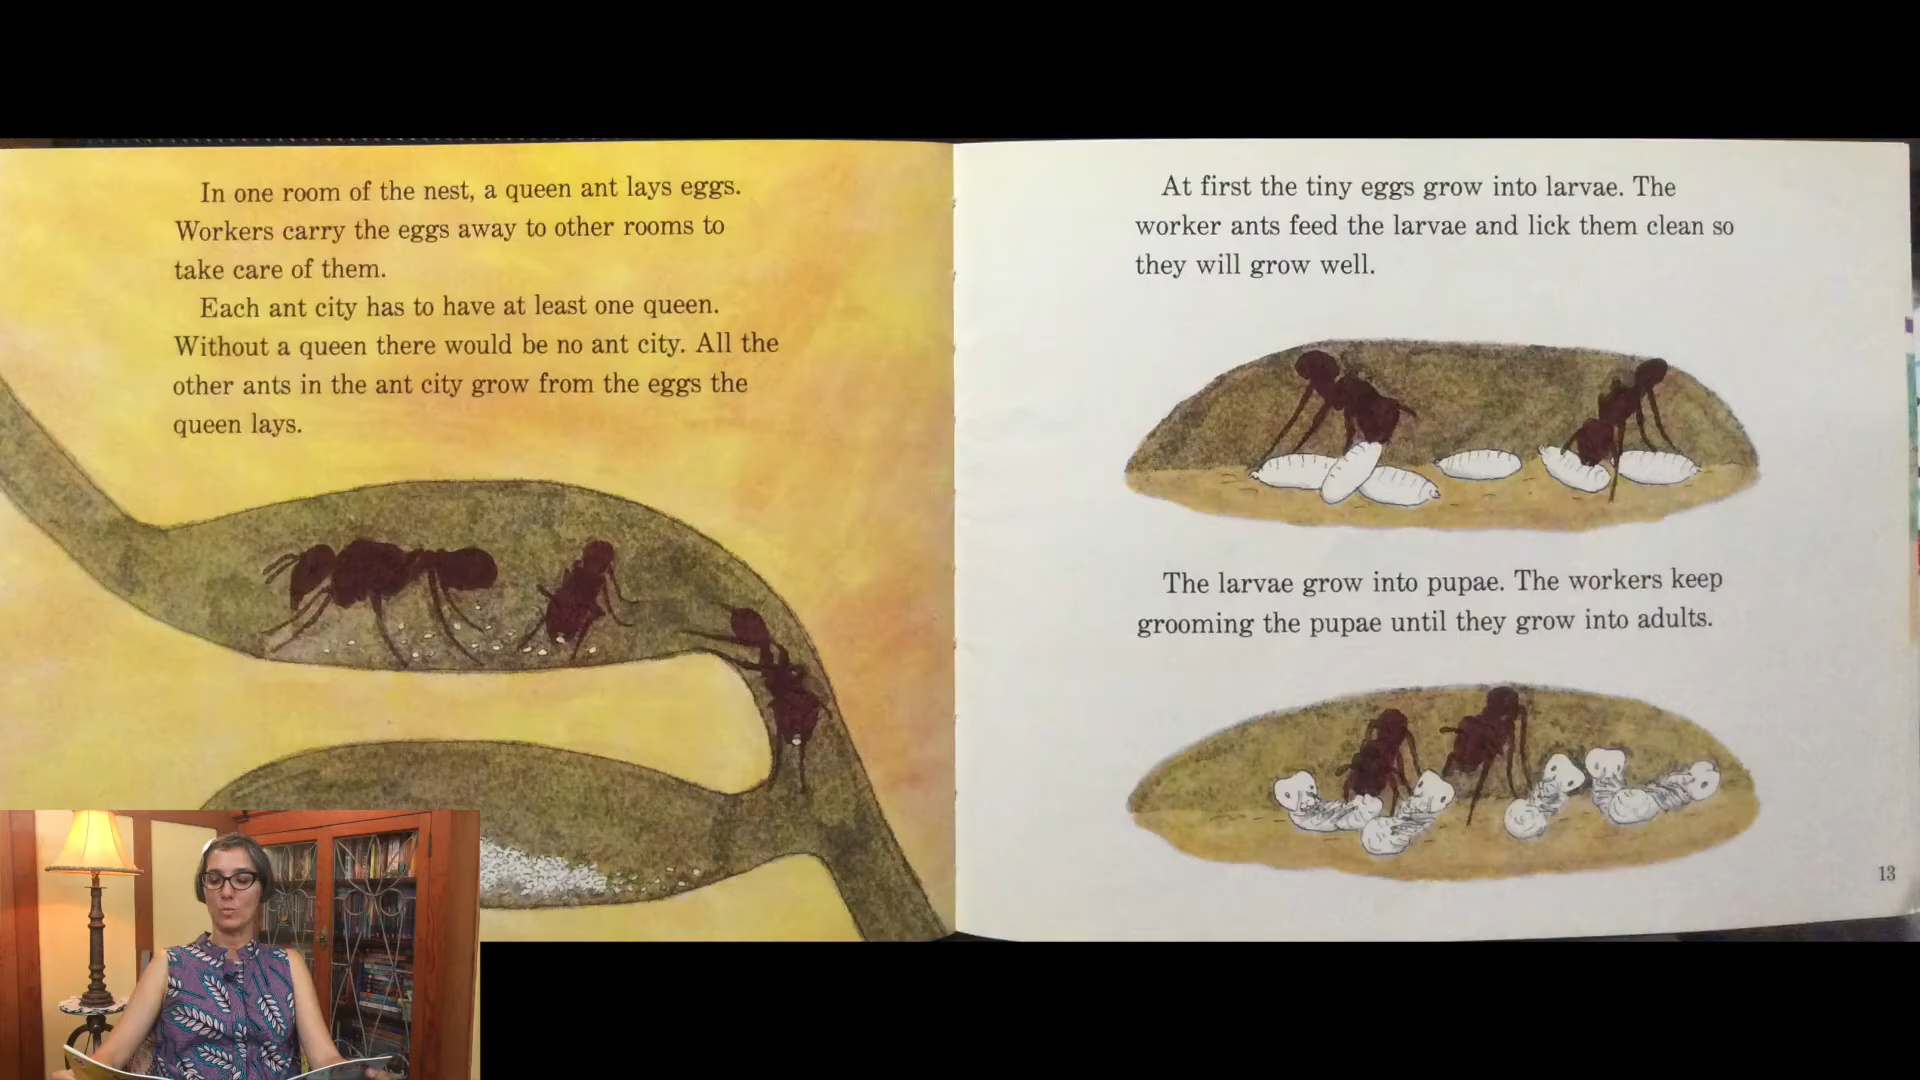 In one room of the nest, a queen ant lays eggs.
Workers carry the eggs away to other rooms to
take care of them.
Each ant city has to have at least one queen.
Without a queen there would be no ant city. All the
other ants in the ant city grow from the eggs the
queen lays.
At first the tiny eggs grow into larvae. The
worker ants feed the larvae and lick them clean so
they will grow well.
The larvae grow into pupae. The workers keep
grooming the pupae until they grow into adults.
13